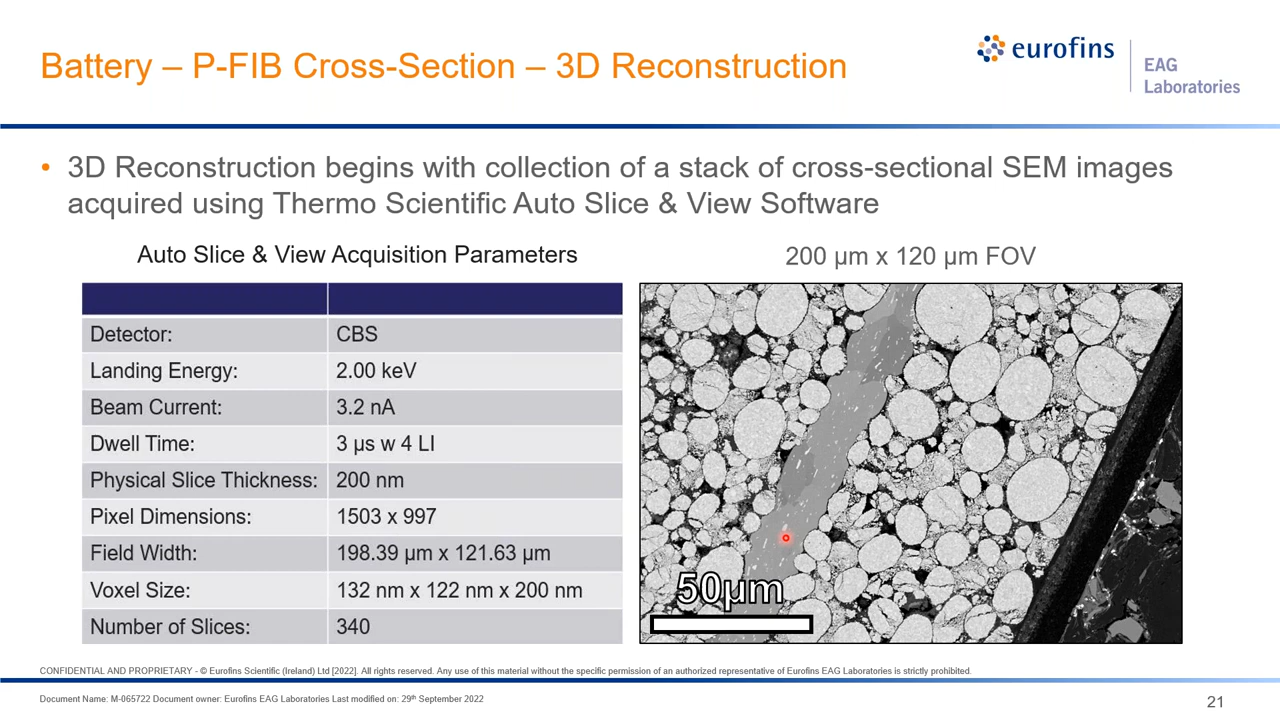 Battery – P-FIB Cross-Section – 3D Reconstruction
eurofins
EAG
Laboratories
• 3D Reconstruction begins with collection of a stack of cross-sectional SEM images
acquired using Thermo Scientific Auto Slice & View Software
Auto Slice & View Acquisition Parameters
Detector: CBS
Landing Energy: 2.00 keV
Beam Current: 3.2 nA
Dwell Time: 3 µs w 4 LI
Physical Slice Thickness: 200 nm
Pixel Dimensions: 1503 x 997
Field Width: 198.39 µm x 121.63 µm
Voxel Size: 132 nm x 122 nm x 200 nm
Number of Slices: 340
200 µm x 120 µm FOV
50µm
CONFIDENTIAL AND PROPRIETARY - © Eurofins Scientific (Ireland) Ltd [2022]. All rights reserved. Any use of this material without the specific permission of an authorized representative of Eurofins EAG Laboratories is strictly prohibited.
Document Name: M-065722 Document owner: Eurofins EAG Laboratories Last modified on: 29th September 2022
21